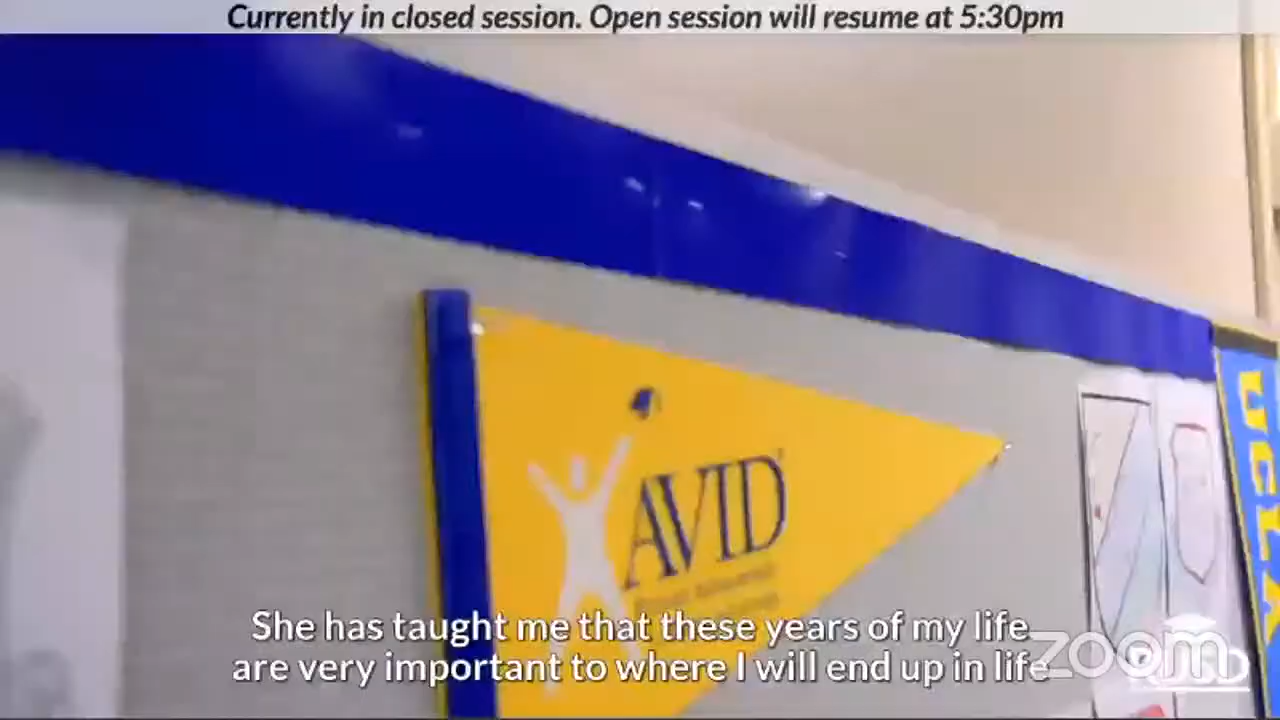 Currently in closed session. Open session will resume at 5:30pm
AVID
UCLA
She has taught me that these years of my life
are very important to where I will end up in life
zoom